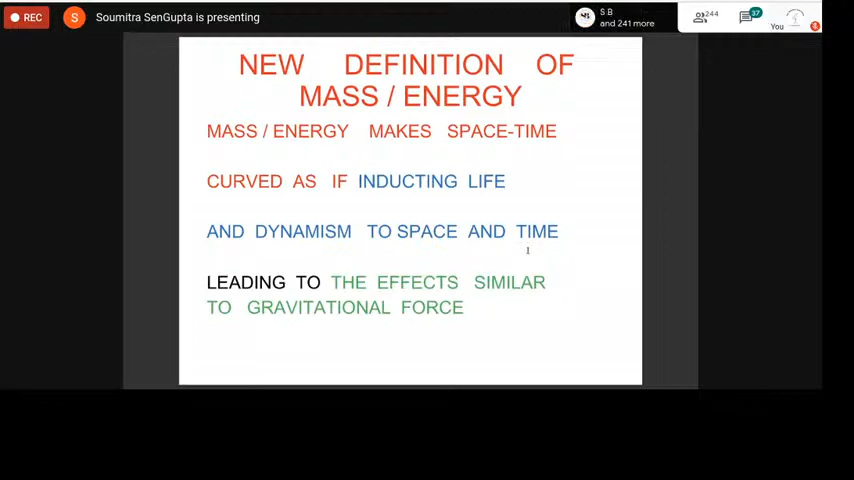 REC
S
Soumitra SenGupta is presenting
S B
and 241 more
244
37
You
NEW DEFINITION OF
MASS / ENERGY
MASS / ENERGY MAKES SPACE-TIME
CURVED AS IF INDUCTING LIFE
AND DYNAMISM TO SPACE AND TIME
LEADING TO THE EFFECTS SIMILAR
TO GRAVITATIONAL FORCE